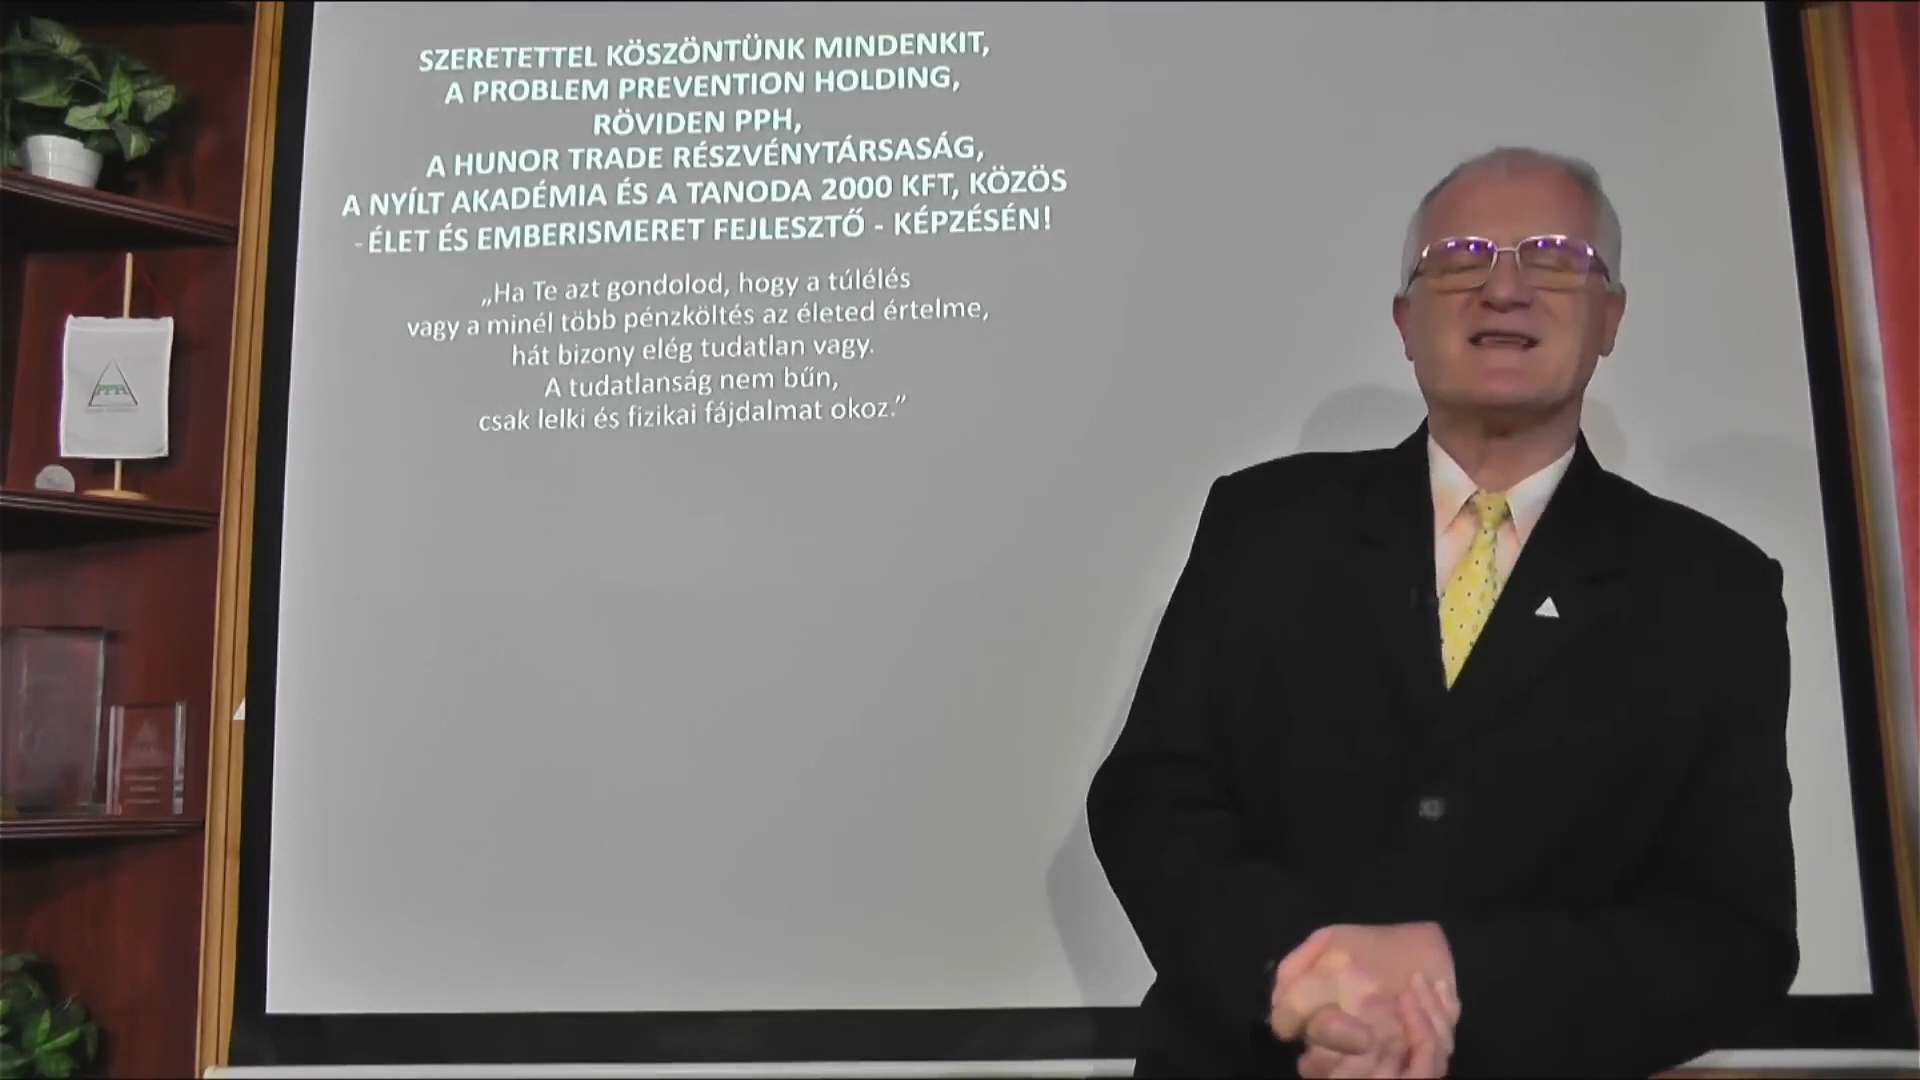 SZERETETTEL KÖSZÖNTÜNK MINDENKIT,
A PROBLEM PREVENTION HOLDING,
RÖVIDEN PPH,
A HUNOR TRADE RÉSZVÉNYTÁRSASÁG,
A NYÍLT AKADÉMIA ÉS A TANODA 2000 KFT, KÖZÖS
- ÉLET ÉS EMBERISMERET FEJLESZTŐ - KÉPZÉSÉN!
„Ha Te azt gondolod, hogy a túlélés
vagy a minél több pénzköltés az életed értelme,
hát bizony elég tudatlan vagy.
A tudatlanság nem bűn,
csak lelki és fizikai fájdalmat okoz.”
PPH